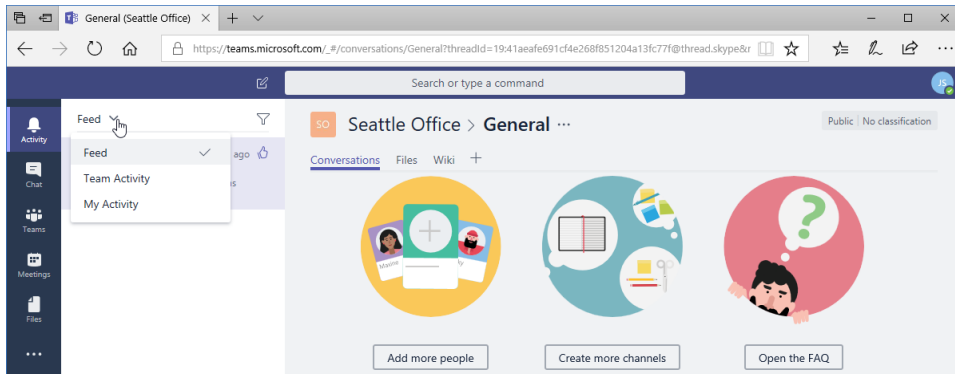 General (Seattle Office)
https://teams.microsoft.com/_#/conversations/General?threadId=19:41aeafe691cf4e268f851204a13fc77f@thread.skype&r
Search or type a command
JS
Activity
Chat
Teams
Meetings
Files
Feed
Feed
ago
Team Activity
My Activity
SO
Seattle Office > General ...
Public No classification
Conversations Files Wiki
Add more people
Create more channels
Open the FAQ